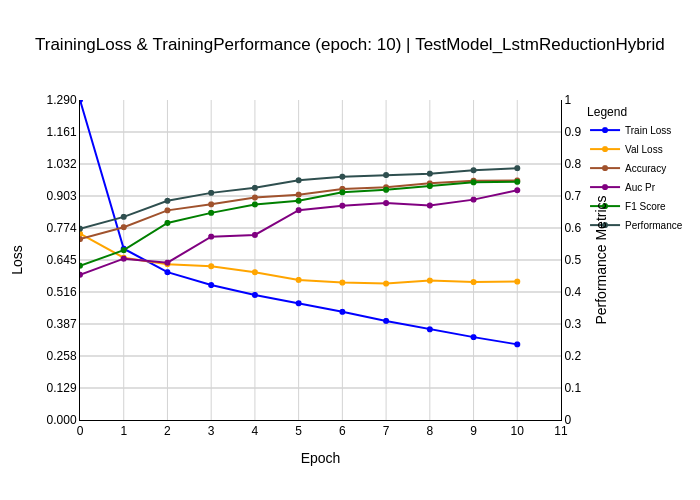 TrainingLoss & TrainingPerformance (epoch: 10) | TestModel_LstmReductionHybrid
1.290
1.161
1.032
0.903
0.774
0.645
0.516
0.387
0.258
0.129
0.000
Loss
0 1 2 3 4 5 6 7 8 9 10 11
Epoch
1
0.9
0.8
0.7
0.6
0.5
0.4
0.3
0.2
0.1
0
Performance Metrics
Legend
Train Loss
Val Loss
Accuracy
Auc Pr
F1 Score
Performance